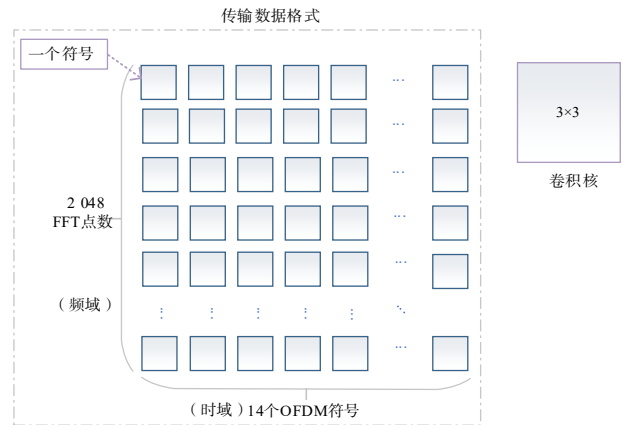 传输数据格式
一个符号
3×3
卷积核
2 048
FFT点数
（频域）
（时域）14个OFDM符号